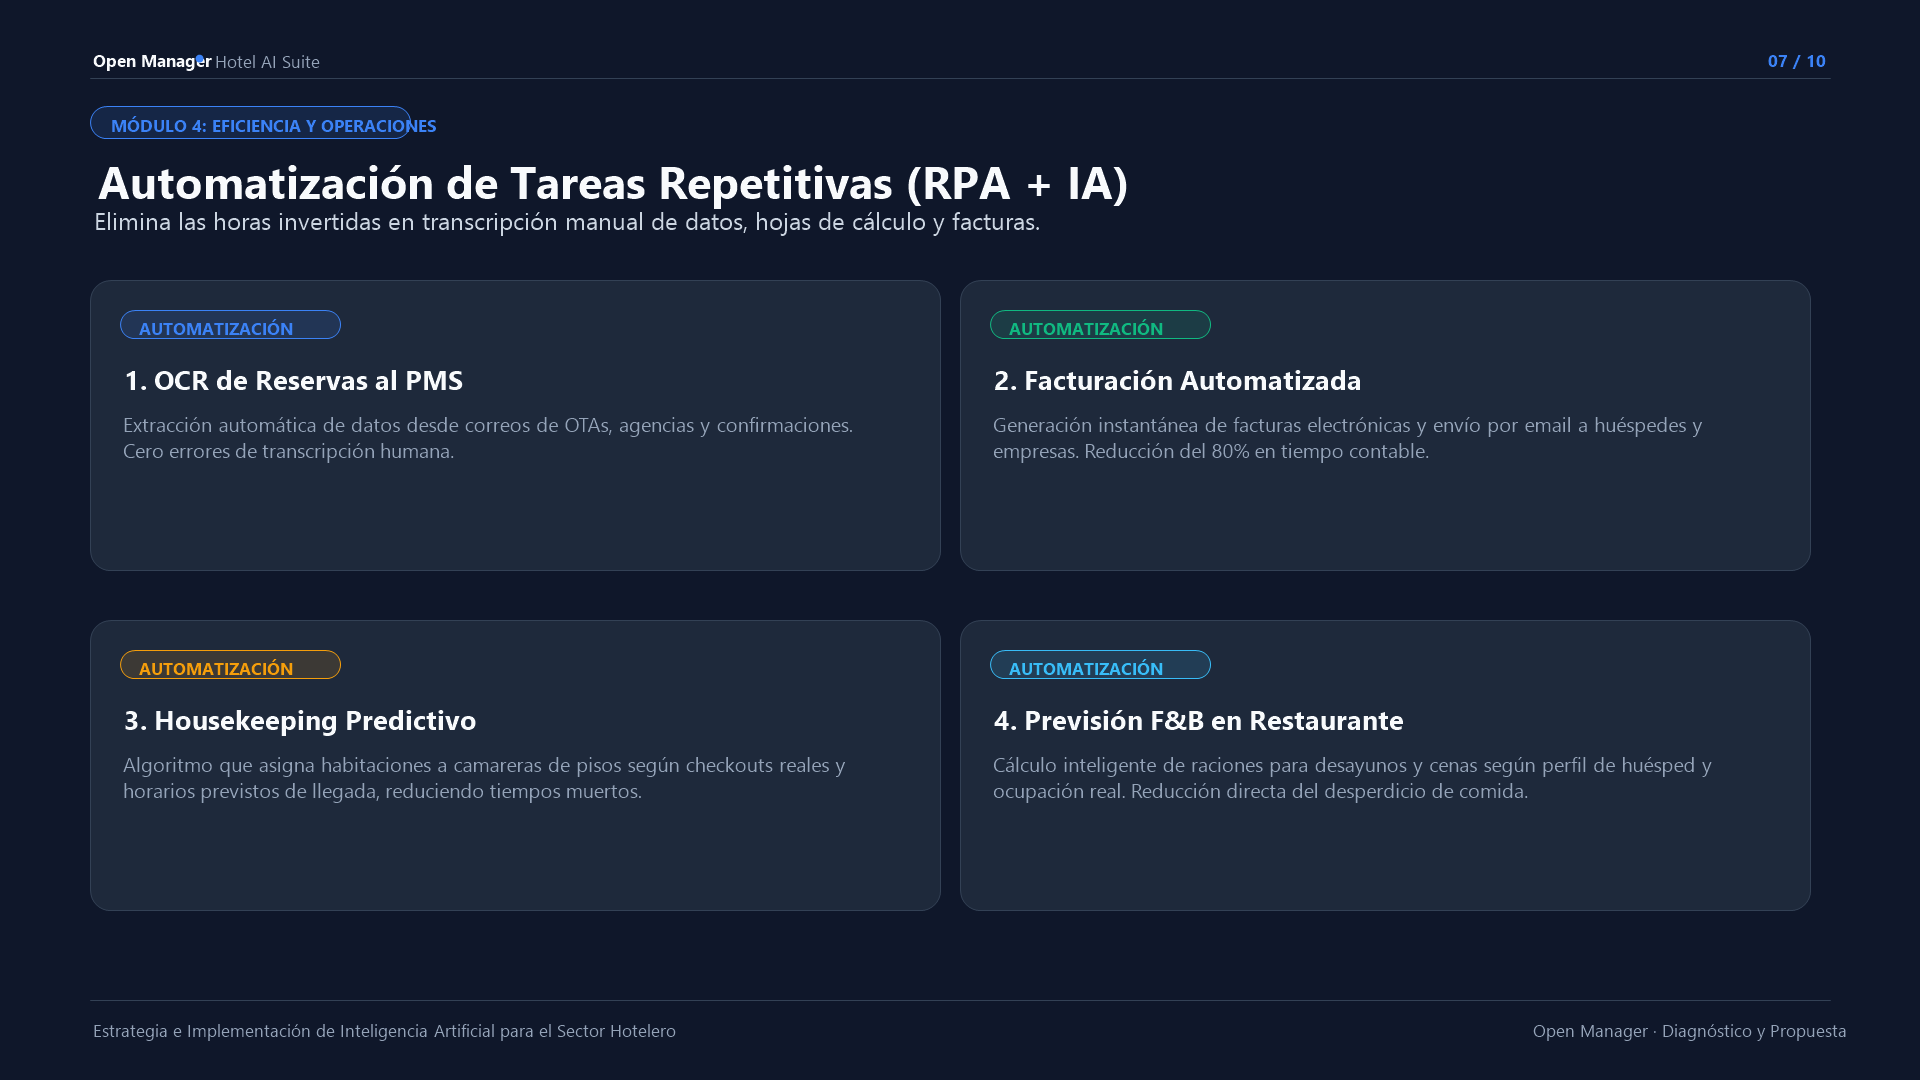 Open Manager Hotel AI Suite
07 / 10
MÓDULO 4: EFICIENCIA Y OPERACIONES
Automatización de Tareas Repetitivas (RPA + IA)
Elimina las horas invertidas en transcripción manual de datos, hojas de cálculo y facturas.
AUTOMATIZACIÓN
1. OCR de Reservas al PMS
Extracción automática de datos desde correos de OTAs, agencias y confirmaciones.
Cero errores de transcripción humana.
AUTOMATIZACIÓN
2. Facturación Automatizada
Generación instantánea de facturas electrónicas y envío por email a huéspedes y
empresas. Reducción del 80% en tiempo contable.
AUTOMATIZACIÓN
3. Housekeeping Predictivo
Algoritmo que asigna habitaciones a camareras de pisos según checkouts reales y
horarios previstos de llegada, reduciendo tiempos muertos.
AUTOMATIZACIÓN
4. Previsión F&B en Restaurante
Cálculo inteligente de raciones para desayunos y cenas según perfil de huésped y
ocupación real. Reducción directa del desperdicio de comida.
Estrategia e Implementación de Inteligencia Artificial para el Sector Hotelero
Open Manager · Diagnóstico y Propuesta